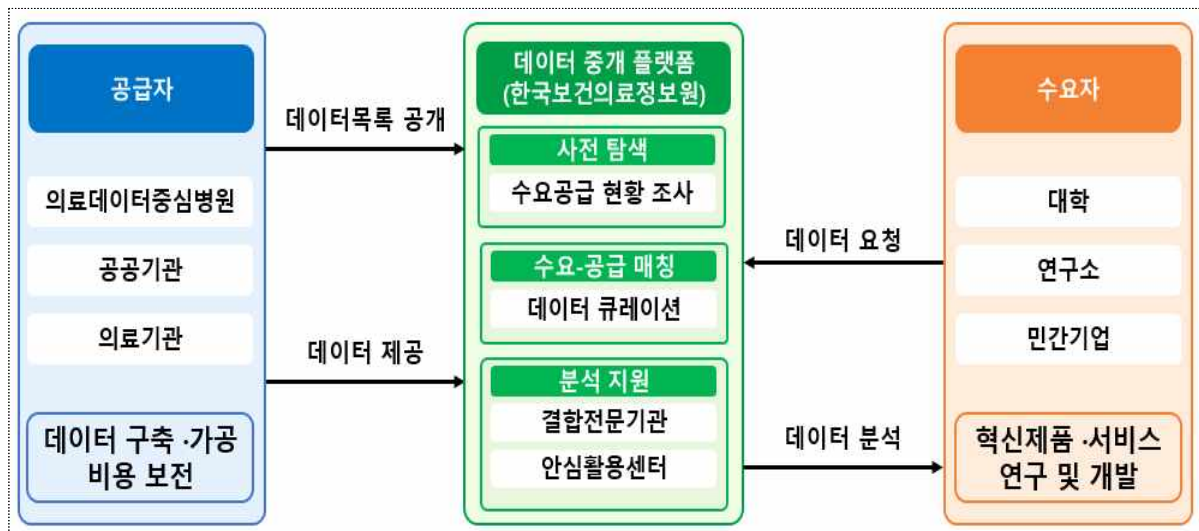 공급자
의료데이터중심병원
공공기관
의료기관
데이터 구축 ·가공
비용 보전
데이터목록 공개
데이터 제공
데이터 중개 플랫폼
(한국보건의료정보원)
사전 탐색
수요공급 현황 조사
수요-공급 매칭
데이터 큐레이션
분석 지원
결합전문기관
안심활용센터
데이터 요청
데이터 분석
수요자
대학
연구소
민간기업
혁신제품 ·서비스
연구 및 개발